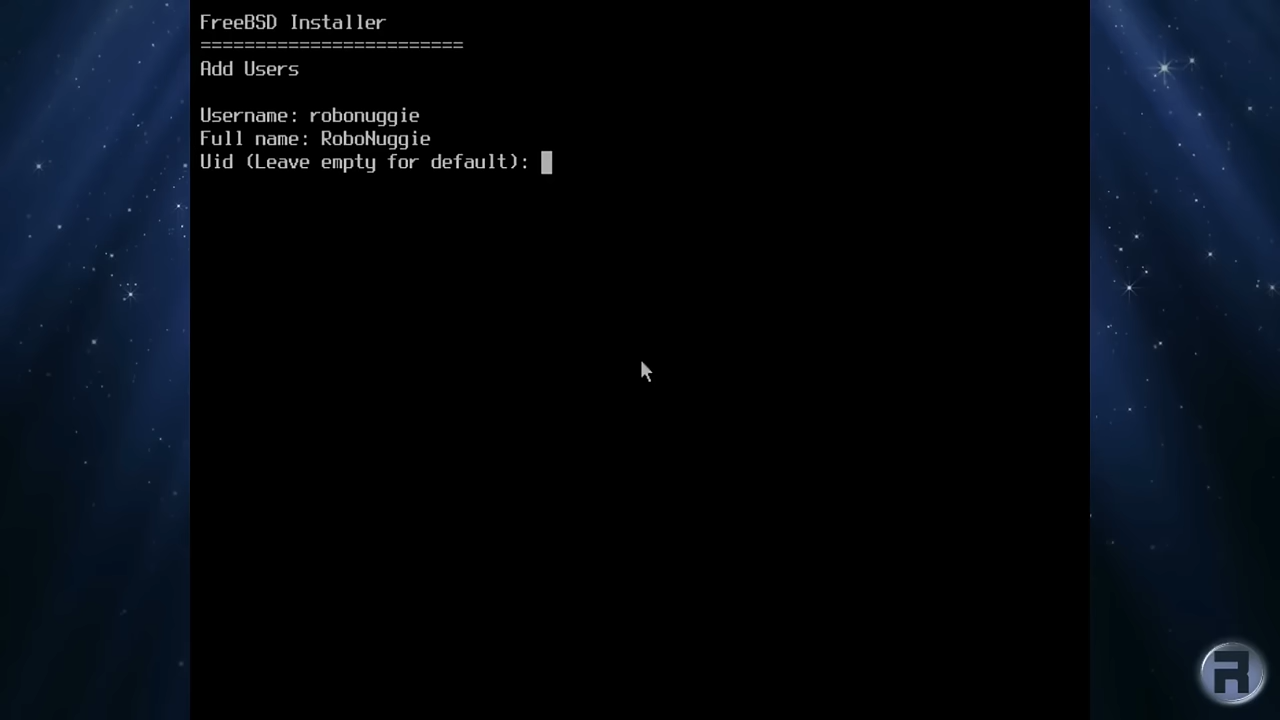 FreeBSD Installer
========================
Add Users
Username: robonuggie
Full name: RoboNuggie
Uid (Leave empty for default):
R